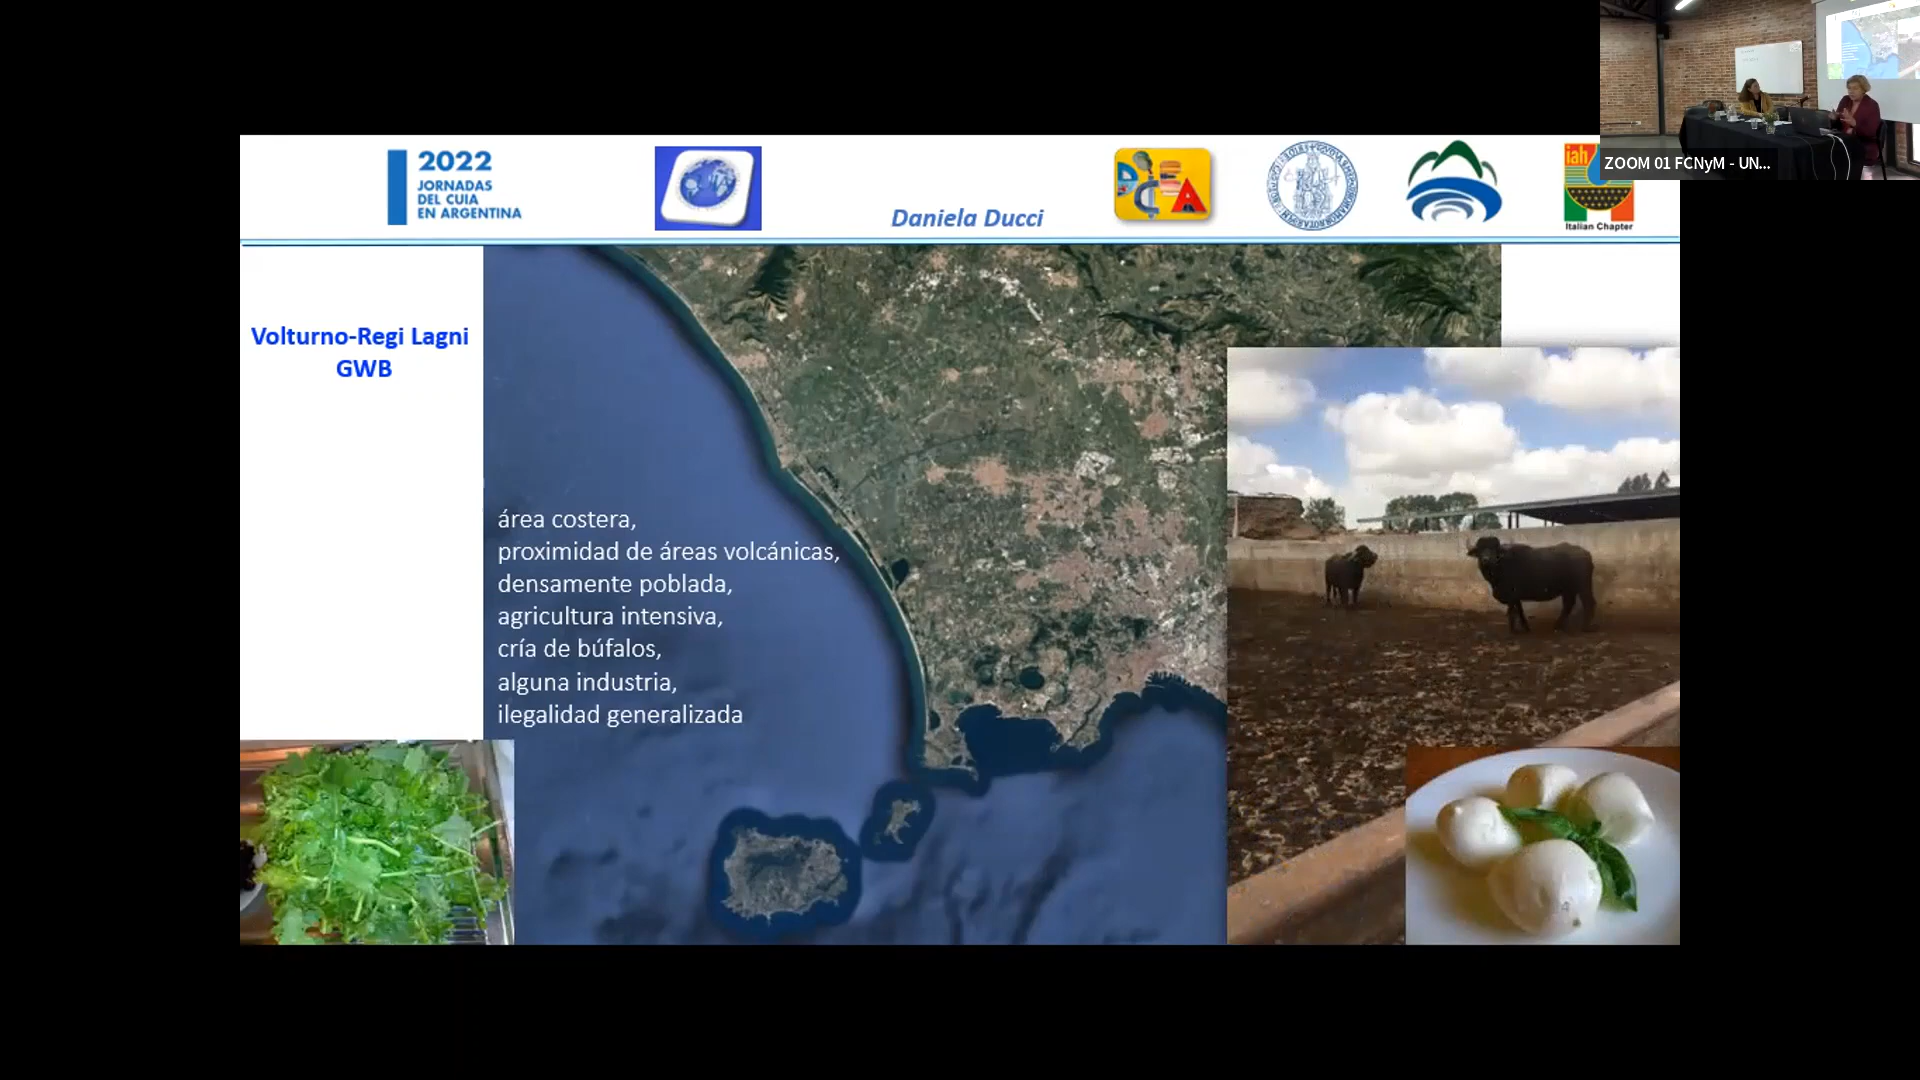 2022
JORNADAS
DEL CUIA
EN ARGENTINA
Daniela Ducci
iah
Italian Chapter
ZOOM 01 FCNyM - UN...
Volturno-Regi Lagni
GWB
área costera,
proximidad de áreas volcánicas,
densamente poblada,
agricultura intensiva,
cría de búfalos,
alguna industria,
ilegalidad generalizada